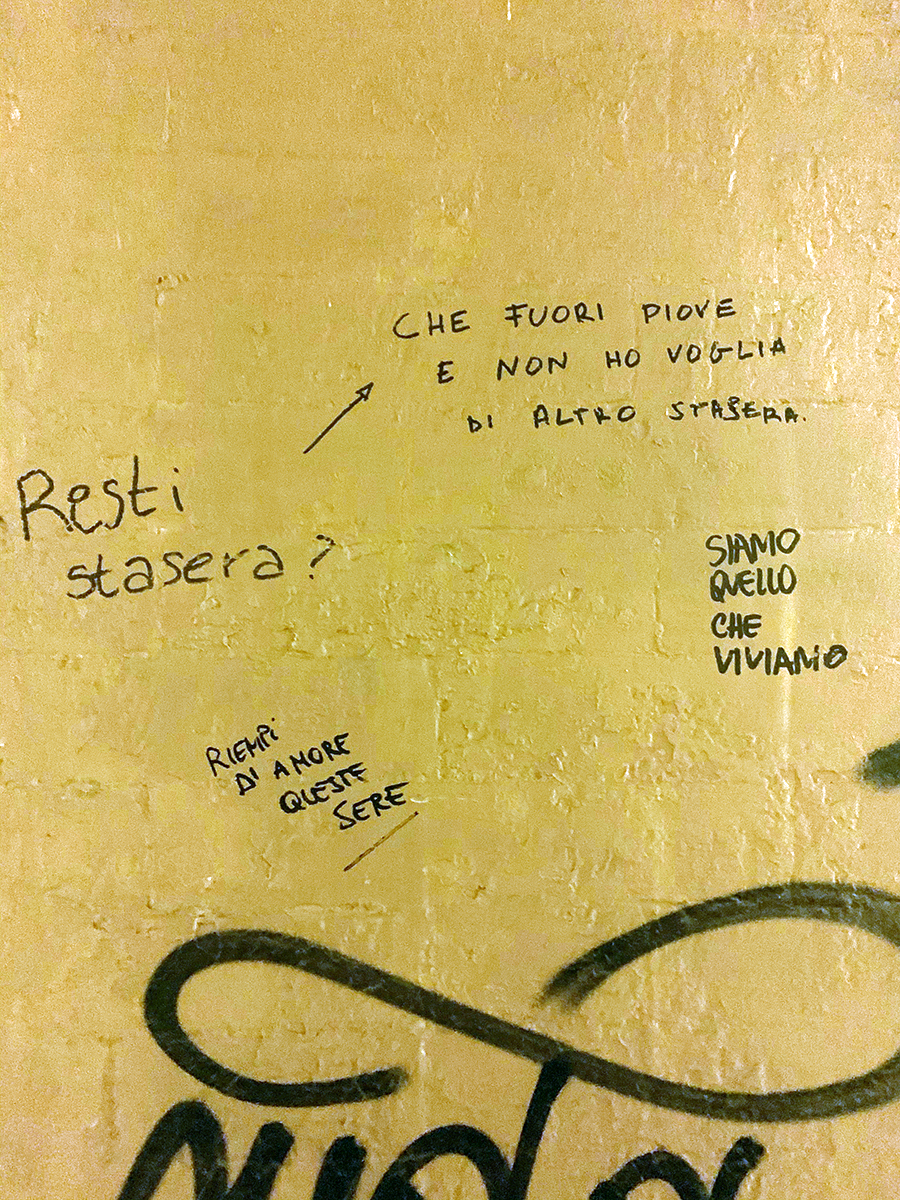 CHE FUORI PIOVE
E NON HO VOGLIA
DI ALTRO STASERA.
Resti
stasera?
SIAMO
QUELLO
CHE
VIVIAMO
RIEMPi
Di AMORE
QUESTE
SERE